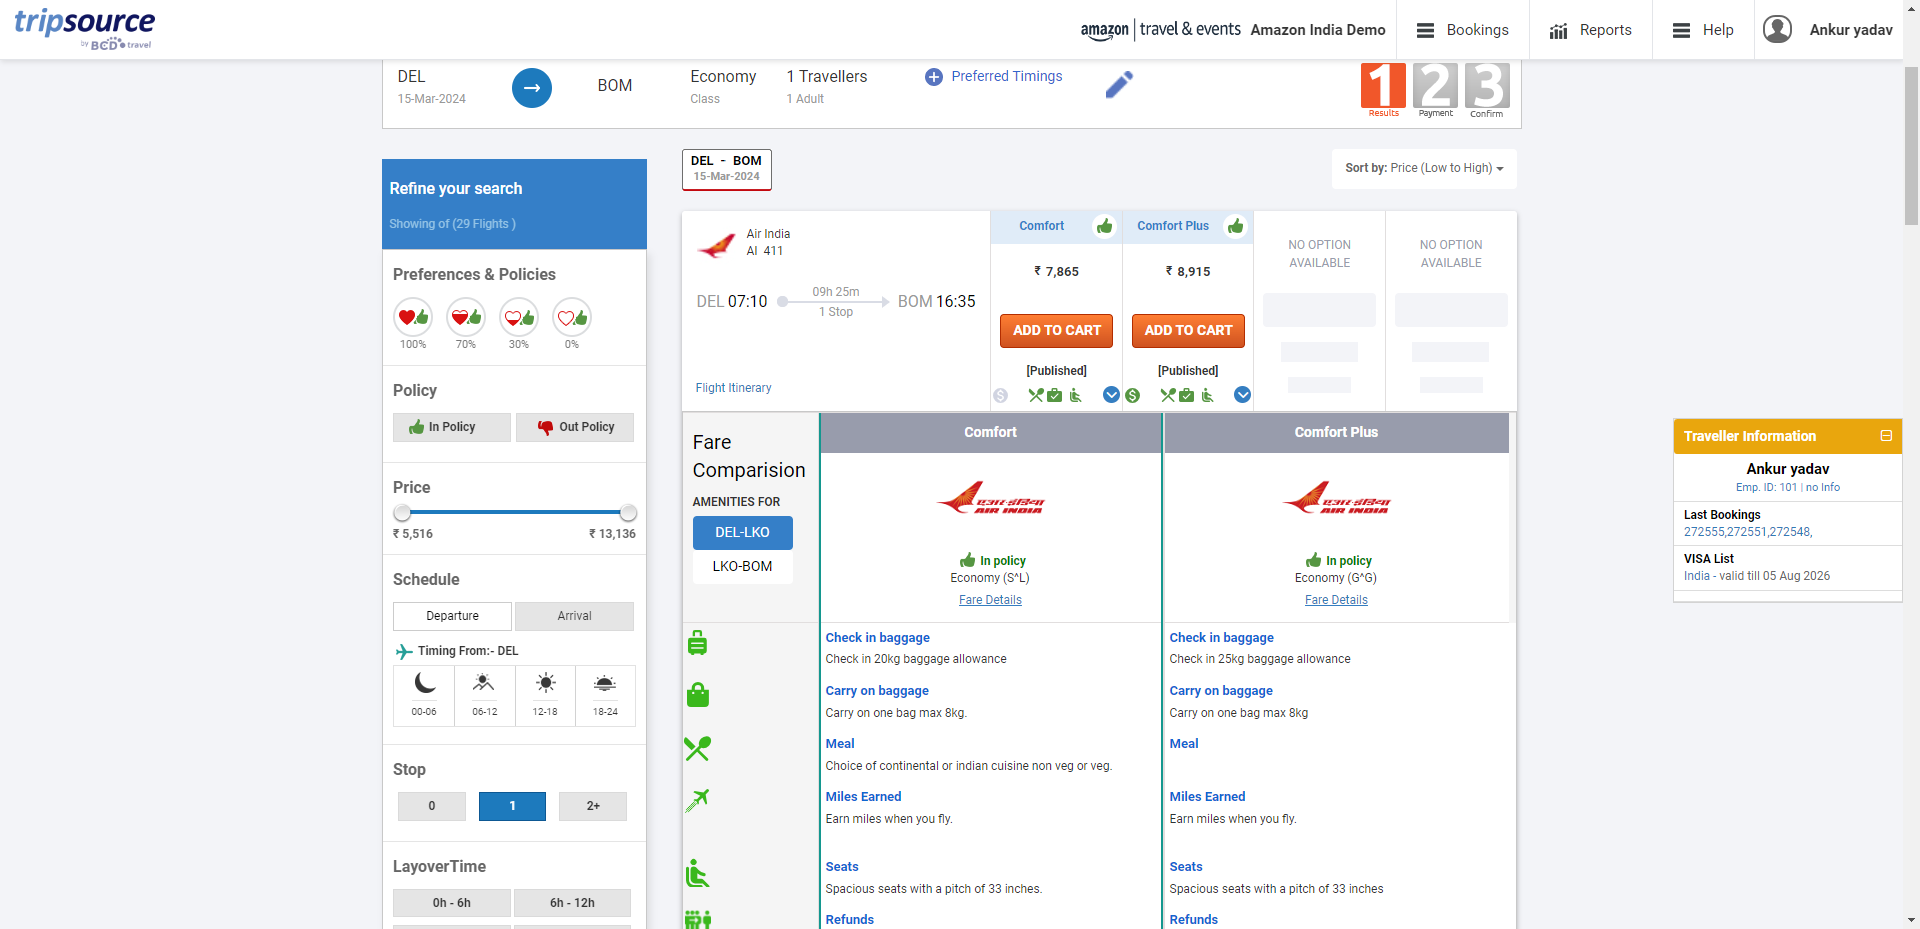 tripsource
by BCD travel
amazon travel & events Amazon India Demo
Bookings
Reports
Help
Ankur yadav
DEL
15-Mar-2024
BOM
Economy
Class
1 Travellers
1 Adult
Preferred Timings
1 2 3
Results Payment Confirm
Refine your search
Showing of (29 Flights )
Preferences & Policies
100% 70% 30% 0%
Policy
In Policy Out Policy
Price
₹ 5,516 ₹ 13,136
Schedule
Departure Arrival
Timing From:- DEL
00-06 06-12 12-18 18-24
Stop
0 1 2+
LayoverTime
0h - 6h 6h - 12h
DEL - BOM
15-Mar-2024
Sort by: Price (Low to High)
Air India
AI 411
DEL 07:10
09h 25m
1 Stop
BOM 16:35
Flight Itinerary
Comfort
₹ 7,865
ADD TO CART
[Published]
Comfort Plus
₹ 8,915
ADD TO CART
[Published]
NO OPTION
AVAILABLE
NO OPTION
AVAILABLE
Fare
Comparision
AMENITIES FOR
DEL-LKO
LKO-BOM
Comfort
एअर-इंडिया
AIR INDIA
In policy
Economy (S^L)
Fare Details
Check in baggage
Check in 20kg baggage allowance
Carry on baggage
Carry on one bag max 8kg.
Meal
Choice of continental or indian cuisine non veg or veg.
Miles Earned
Earn miles when you fly.
Seats
Spacious seats with a pitch of 33 inches.
Refunds
Comfort Plus
एअर-इंडिया
AIR INDIA
In policy
Economy (G^G)
Fare Details
Check in baggage
Check in 25kg baggage allowance
Carry on baggage
Carry on one bag max 8kg
Meal
Miles Earned
Earn miles when you fly.
Seats
Spacious seats with a pitch of 33 inches
Refunds
Traveller Information
Ankur yadav
Emp. ID: 101 | no Info
Last Bookings
272555,272551,272548,
VISA List
India - valid till 05 Aug 2026